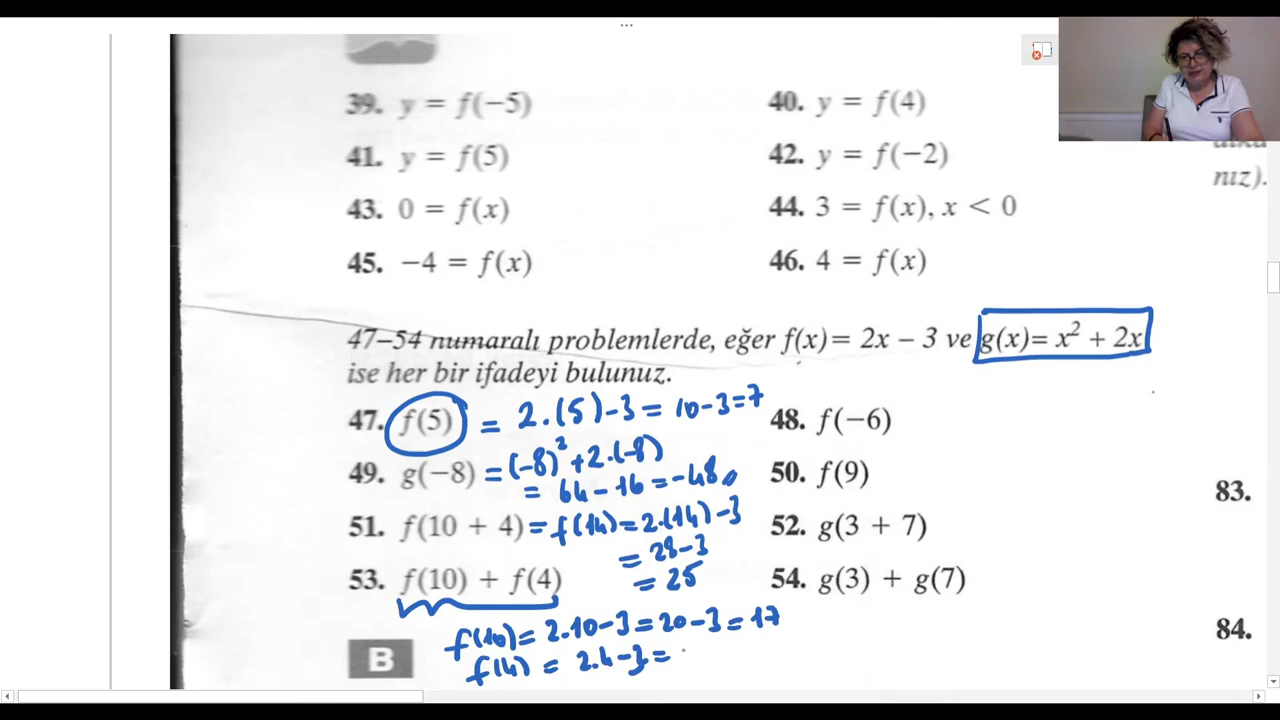 39. y = f(−5)
40. y = f(4)
41. y = f(5)
42. y = f(−2)
nız).
43. 0 = f(x)
44. 3 = f(x), x < 0
45. −4 = f(x)
46. 4 = f(x)
47–54 numaralı problemlerde, eğer f(x)= 2x − 3 ve g(x)= x² + 2x
ise her bir ifadeyi bulunuz.
47. f(5) = 2.(5)-3 = 10-3=7
48. f(−6)
49. g(−8) = (-8)²+2.(-8)
= 64-16 = -48
50. f(9)
83.
51. f(10 + 4) = f(14) = 2.(14)-3
= 28-3
= 25
52. g(3 + 7)
53. f(10) + f(4)
54. g(3) + g(7)
f(10) = 2.10-3 = 20-3 = 17
f(4) = 2.4-3 =
84.
B